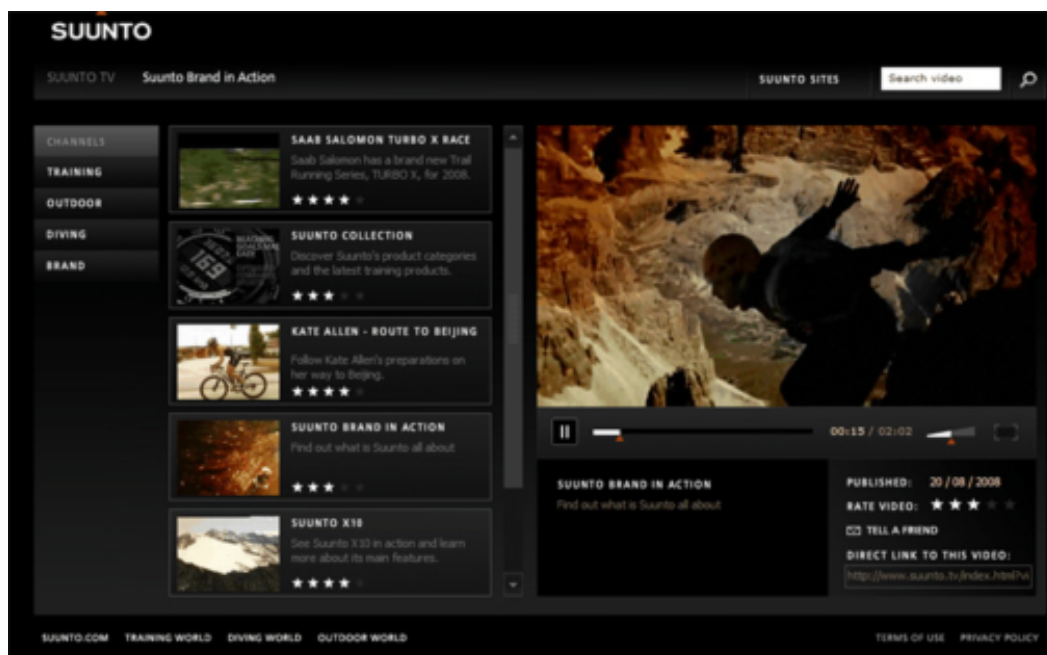 SUUNTO
SUUNTO TV Suunto Brand in Action
SUUNTO SITES
Search video
CHANNELS
TRAINING
OUTDOOR
DIVING
BRAND
SAAB SALOMON TURBO X RACE
Saab Salomon has a brand new Trail
Running Series, TURBO X, for 2008.
169
SUUNTO COLLECTION
Discover Suunto's product categories
and the latest training products.
KATE ALLEN - ROUTE TO BEIJING
Follow Kate Allen's preparations on
her way to Beijing.
SUUNTO BRAND IN ACTION
Find out what is Suunto all about
SUUNTO X10
See Suunto X10 in action and learn
more about its main features.
00:15 / 02:02
SUUNTO BRAND IN ACTION
Find out what is Suunto all about
PUBLISHED: 20 / 08 / 2008
RATE VIDEO:
TELL A FRIEND
DIRECT LINK TO THIS VIDEO:
http://www.suunto.tv/index.html?vi
SUUNTO.COM TRAINING WORLD DIVING WORLD OUTDOOR WORLD
TERMS OF USE PRIVACY POLICY